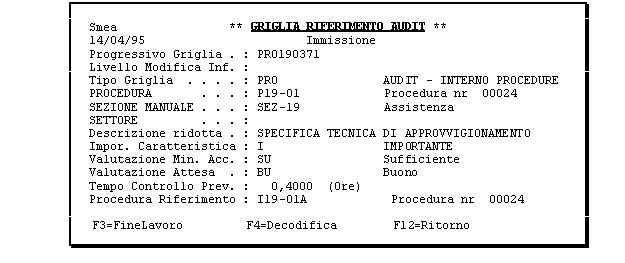 Smea ** GRIGLIA RIFERIMENTO AUDIT **
14/04/95 Immissione
Progressivo Griglia . : PRO190371
Livello Modifica Inf. :
Tipo Griglia . . . . : PRO AUDIT - INTERNO PROCEDURE
PROCEDURA . . . : P19-01 Procedura nr 00024
SEZIONE MANUALE . . . : SEZ-19 Assistenza
SETTORE . . . :
Descrizione ridotta . : SPECIFICA TECNICA DI APPROVVIGIONAMENTO
Impor. Caratteristica : I IMPORTANTE
Valutazione Min. Acc. : SU Sufficiente
Valutazione Attesa . : BU Buono
Tempo Controllo Prev. : 0,4000 (Ore)
Procedura Riferimento : I19-01A Procedura nr 00024
F3=FineLavoro F4=Decodifica F12=Ritorno